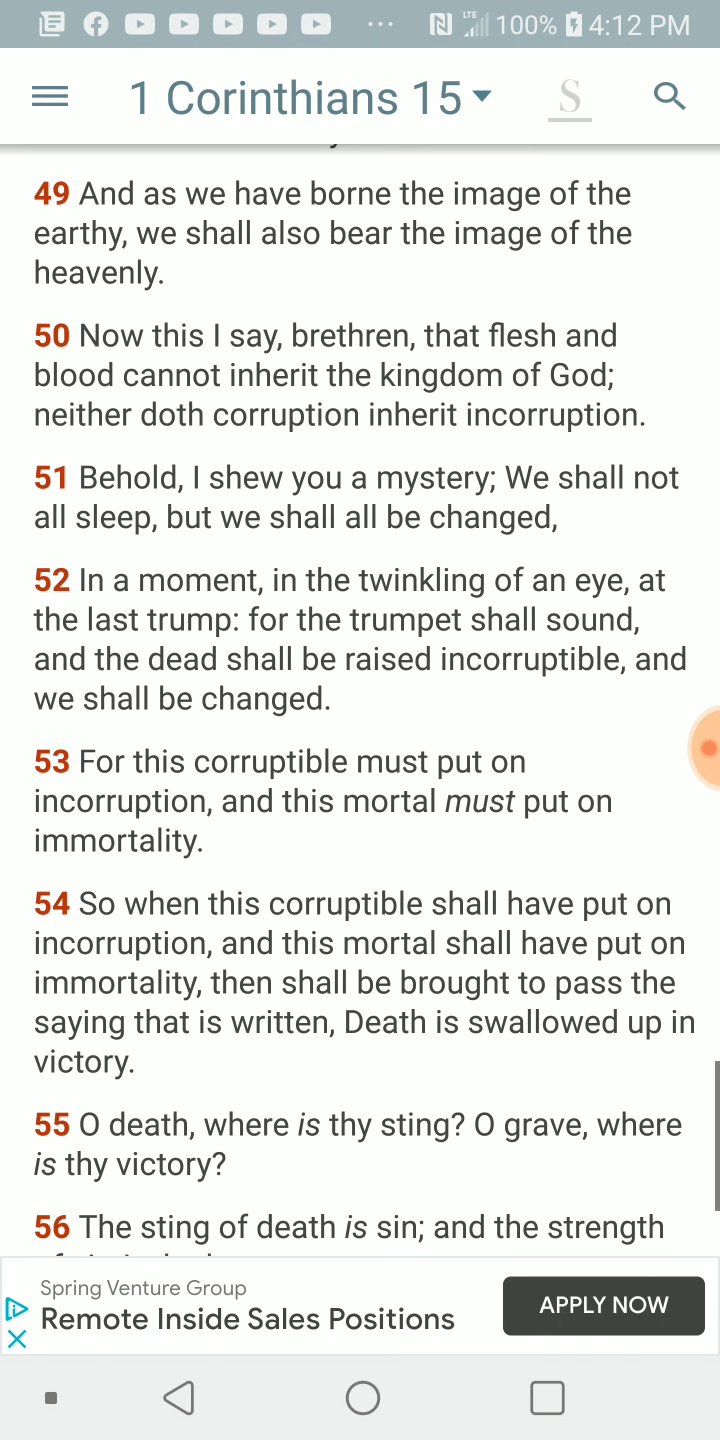 LTE 100% 4:12 PM
1 Corinthians 15 S
49 And as we have borne the image of the
earthy, we shall also bear the image of the
heavenly.
50 Now this I say, brethren, that flesh and
blood cannot inherit the kingdom of God;
neither doth corruption inherit incorruption.
51 Behold, I shew you a mystery; We shall not
all sleep, but we shall all be changed,
52 In a moment, in the twinkling of an eye, at
the last trump: for the trumpet shall sound,
and the dead shall be raised incorruptible, and
we shall be changed.
53 For this corruptible must put on
incorruption, and this mortal must put on
immortality.
54 So when this corruptible shall have put on
incorruption, and this mortal shall have put on
immortality, then shall be brought to pass the
saying that is written, Death is swallowed up in
victory.
55 O death, where is thy sting? O grave, where
is thy victory?
56 The sting of death is sin; and the strength
Spring Venture Group
Remote Inside Sales Positions
APPLY NOW